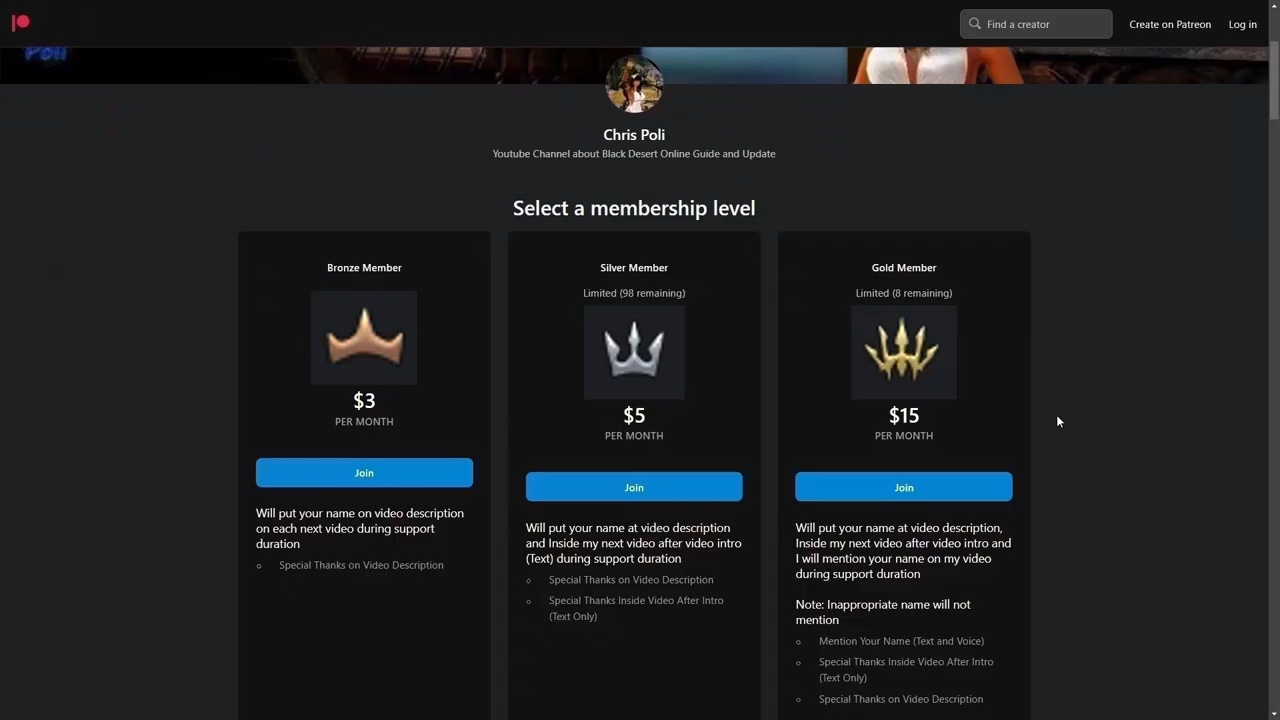 Find a creator
Create on Patreon
Log in
Poli
Chris Poli
Youtube Channel about Black Desert Online Guide and Update
Select a membership level
Bronze Member
$3
PER MONTH
Join
Will put your name on video description
on each next video during support
duration
Special Thanks on Video Description
Silver Member
Limited (98 remaining)
$5
PER MONTH
Join
Will put your name at video description
and Inside my next video after video intro
(Text) during support duration
Special Thanks on Video Description
Special Thanks Inside Video After Intro
(Text Only)
Gold Member
Limited (8 remaining)
$15
PER MONTH
Join
Will put your name at video description,
Inside my next video after video intro and
I will mention your name on my video
during support duration
Note: Inappropriate name will not
mention
Mention Your Name (Text and Voice)
Special Thanks Inside Video After Intro
(Text Only)
Special Thanks on Video Description